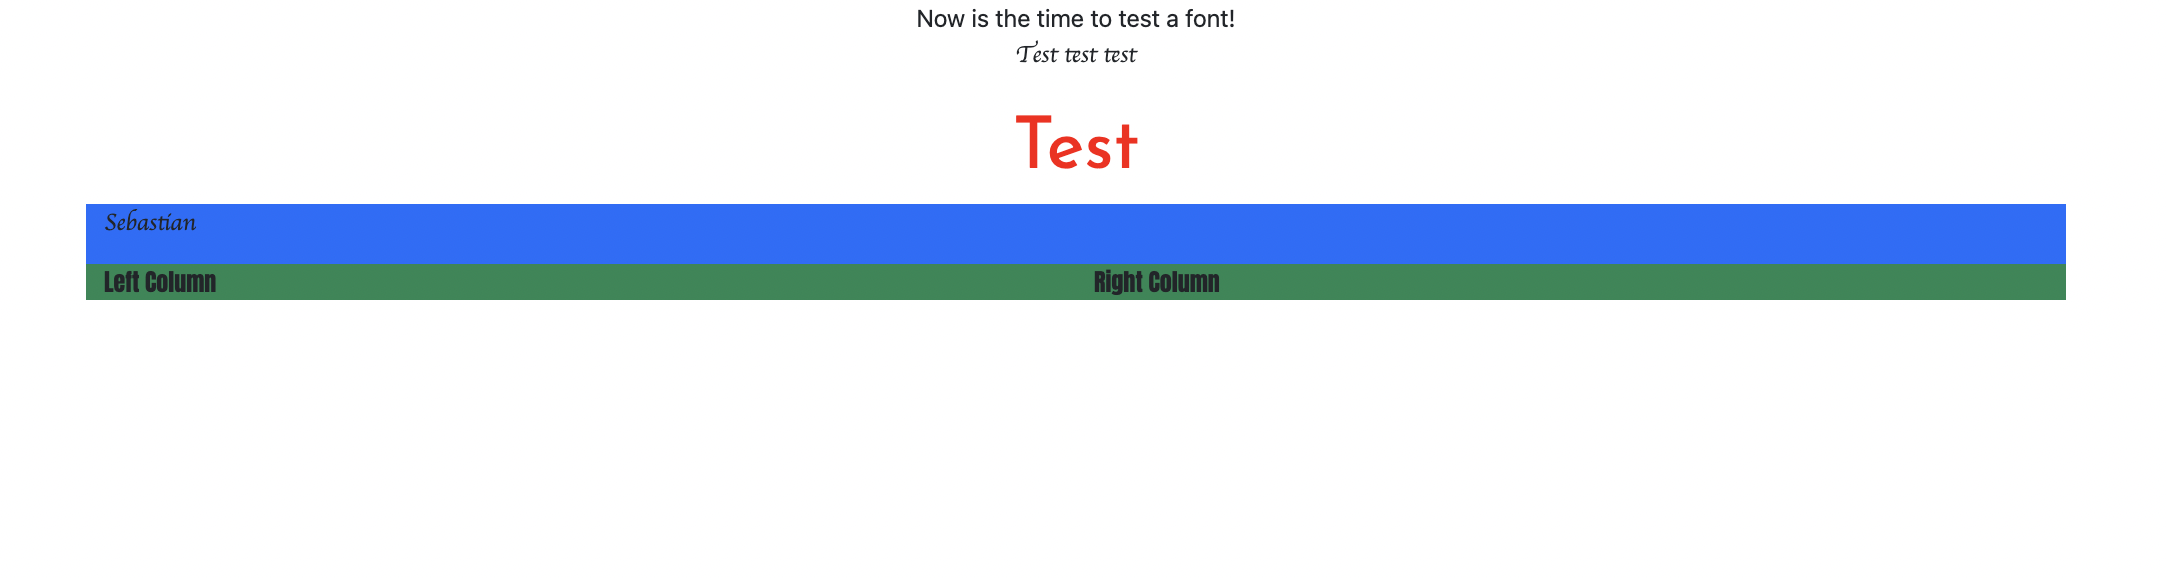 Now is the time to test a font!
Test test test
Test
Sebastian
Left Column Right Column